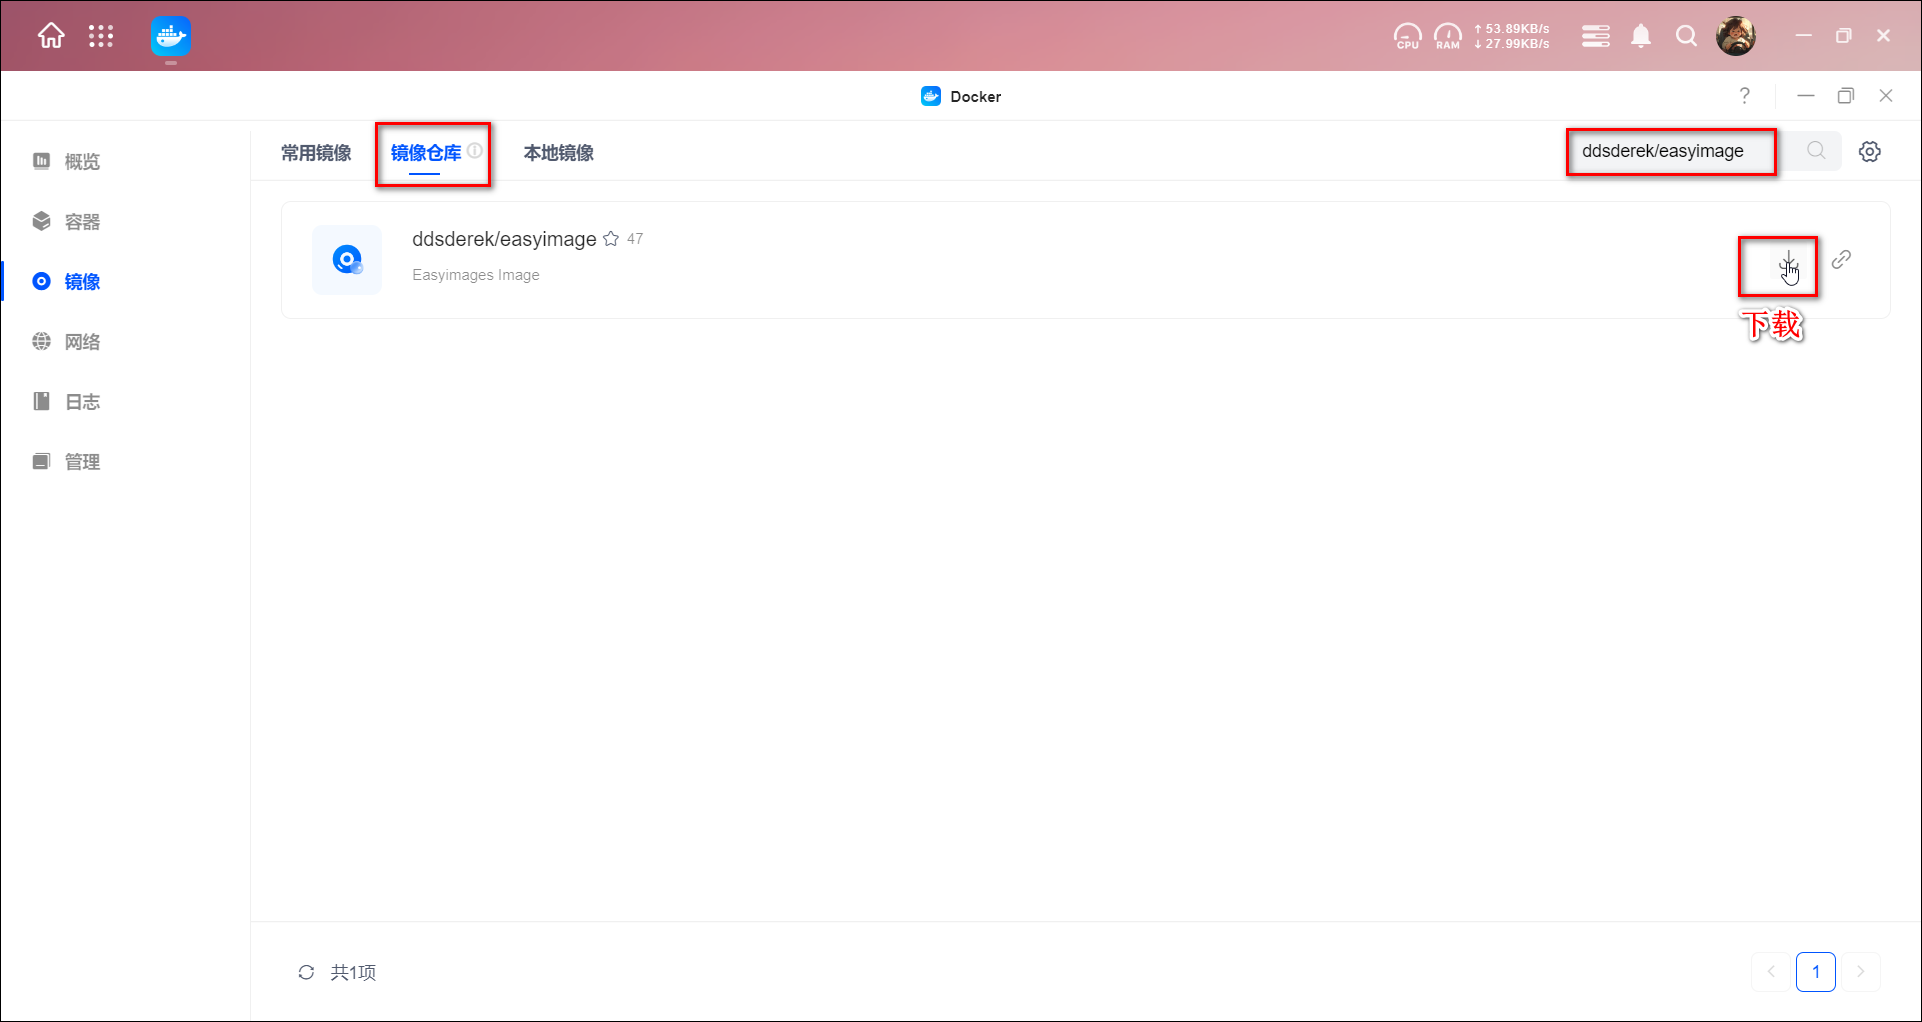 CPU
RAM
↑ 53.89KB/s
↓ 27.99KB/s
Docker
?
概览
容器
镜像
网络
日志
管理
常用镜像 镜像仓库 本地镜像
ddsderek/easyimage
ddsderek/easyimage 47
Easyimages Image
下载
共1项
1